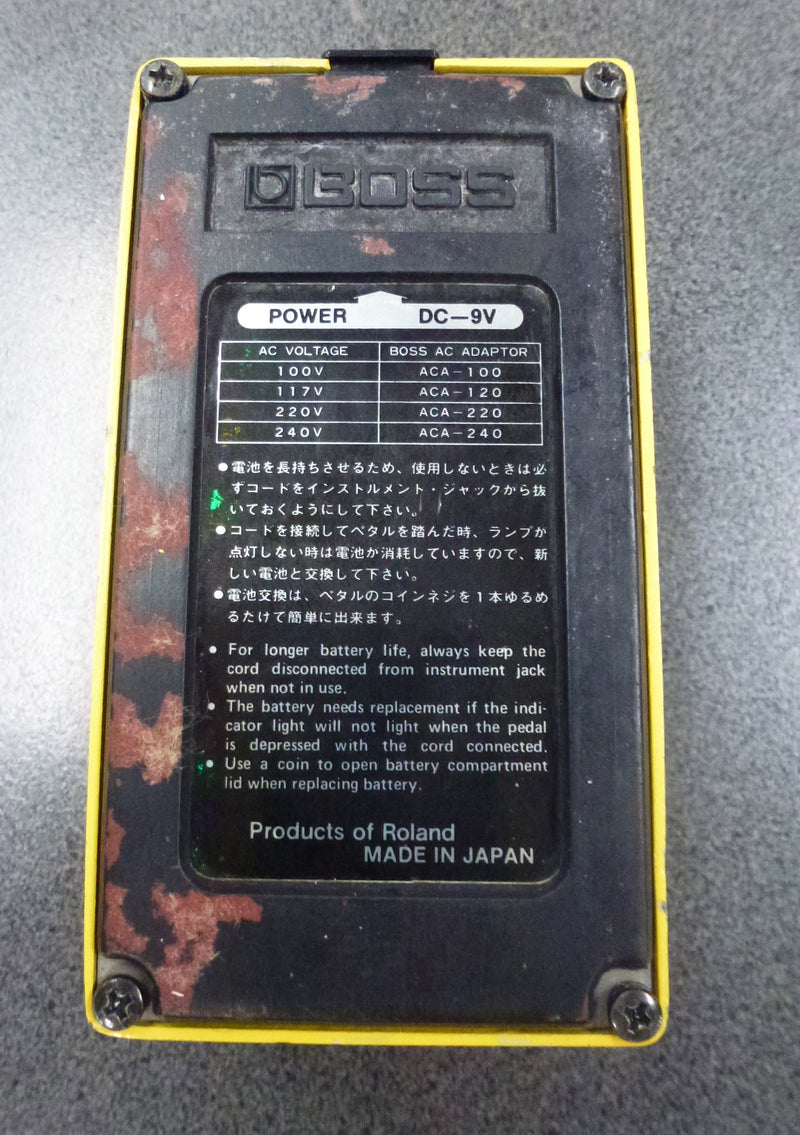 BOSS
POWER DC-9V
AC VOLTAGE BOSS AC ADAPTOR
100V ACA-100
117V ACA-120
220V ACA-220
240V ACA-240
●電池を長持ちさせるため、使用しないときは必
ずコードをインストルメント・ジャックから抜
いておくようにして下さい。
●コードを接続してペダルを踏んだ時、ランプが
点灯しない時は電池が消耗していますので、新
しい電池と交換して下さい。
●電池交換は、ペダルのコインネジを1本ゆるめ
るだけで簡単に出来ます。
● For longer battery life, always keep the
cord disconnected from instrument jack
when not in use.
● The battery needs replacement if the indi-
cator light will not light when the pedal
is depressed with the cord connected.
● Use a coin to open battery compartment
lid when replacing battery.
Products of Roland
MADE IN JAPAN